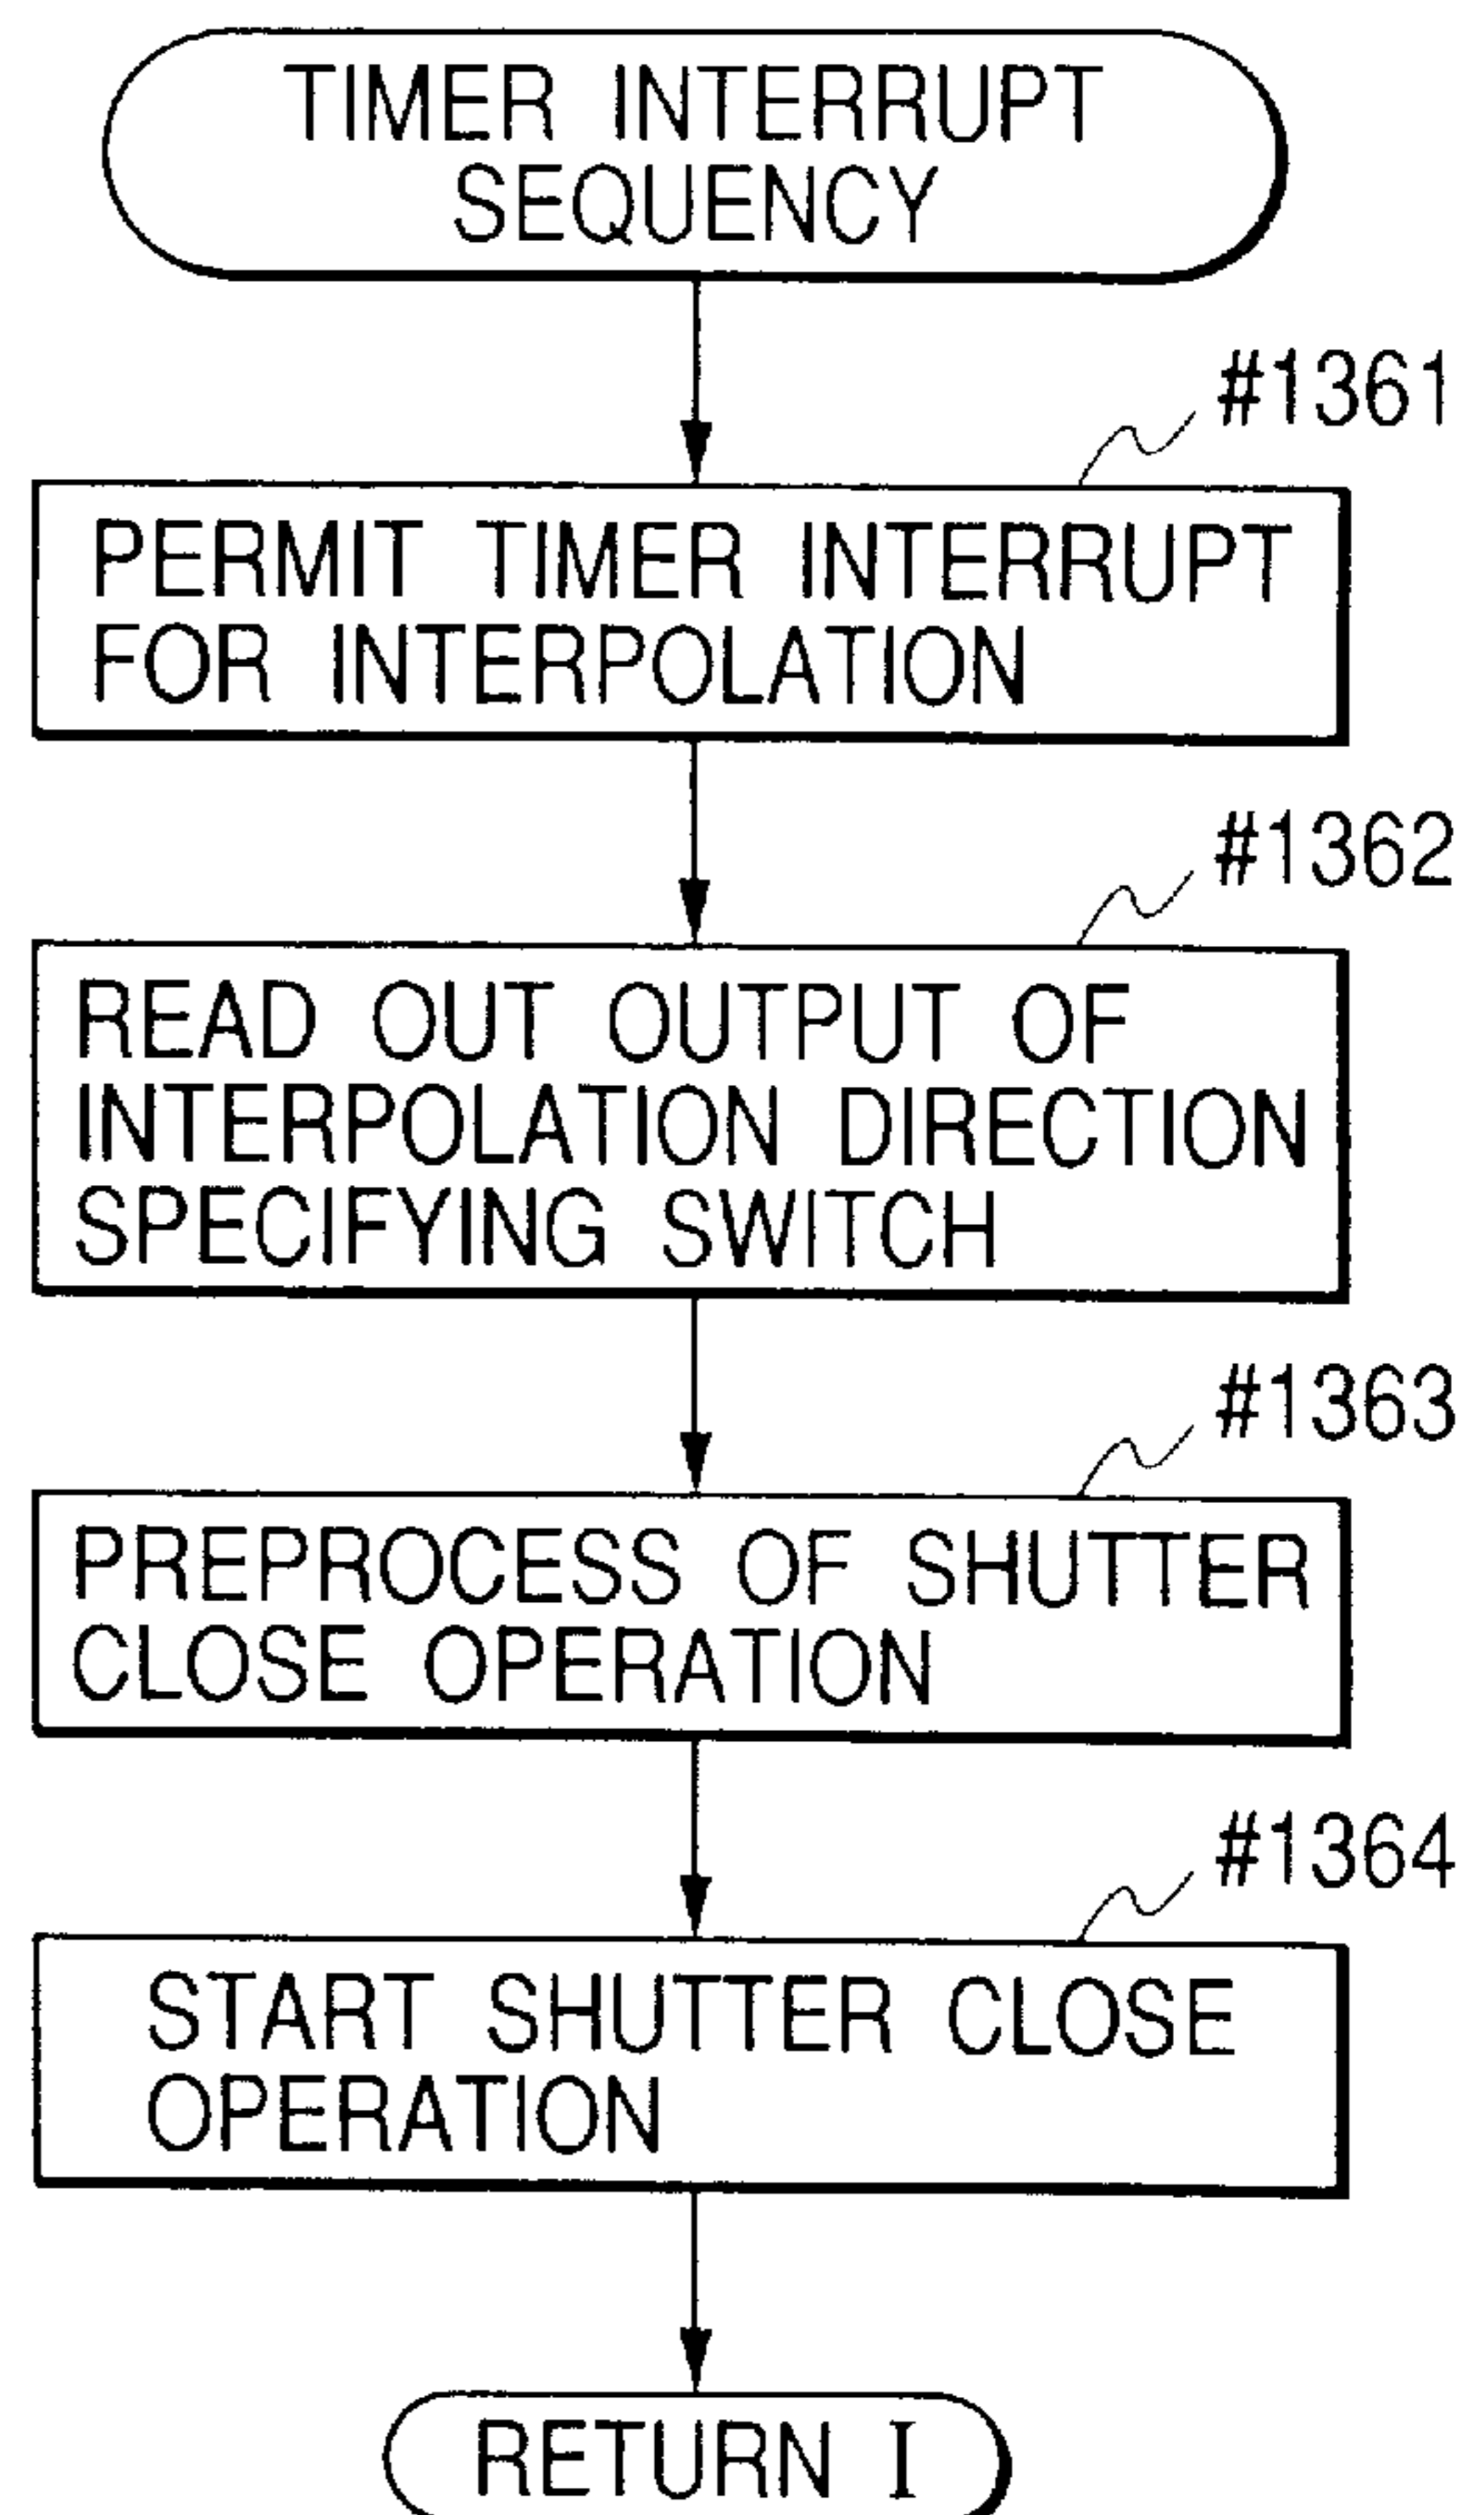 TIMER INTERRUPT
SEQUENCY
#1361
PERMIT TIMER INTERRUPT
FOR INTERPOLATION
#1362
READ OUT OUTPUT OF
INTERPOLATION DIRECTION
SPECIFYING SWITCH
#1363
PREPROCESS OF SHUTTER
CLOSE OPERATION
#1364
START SHUTTER CLOSE
OPERATION
RETURN I